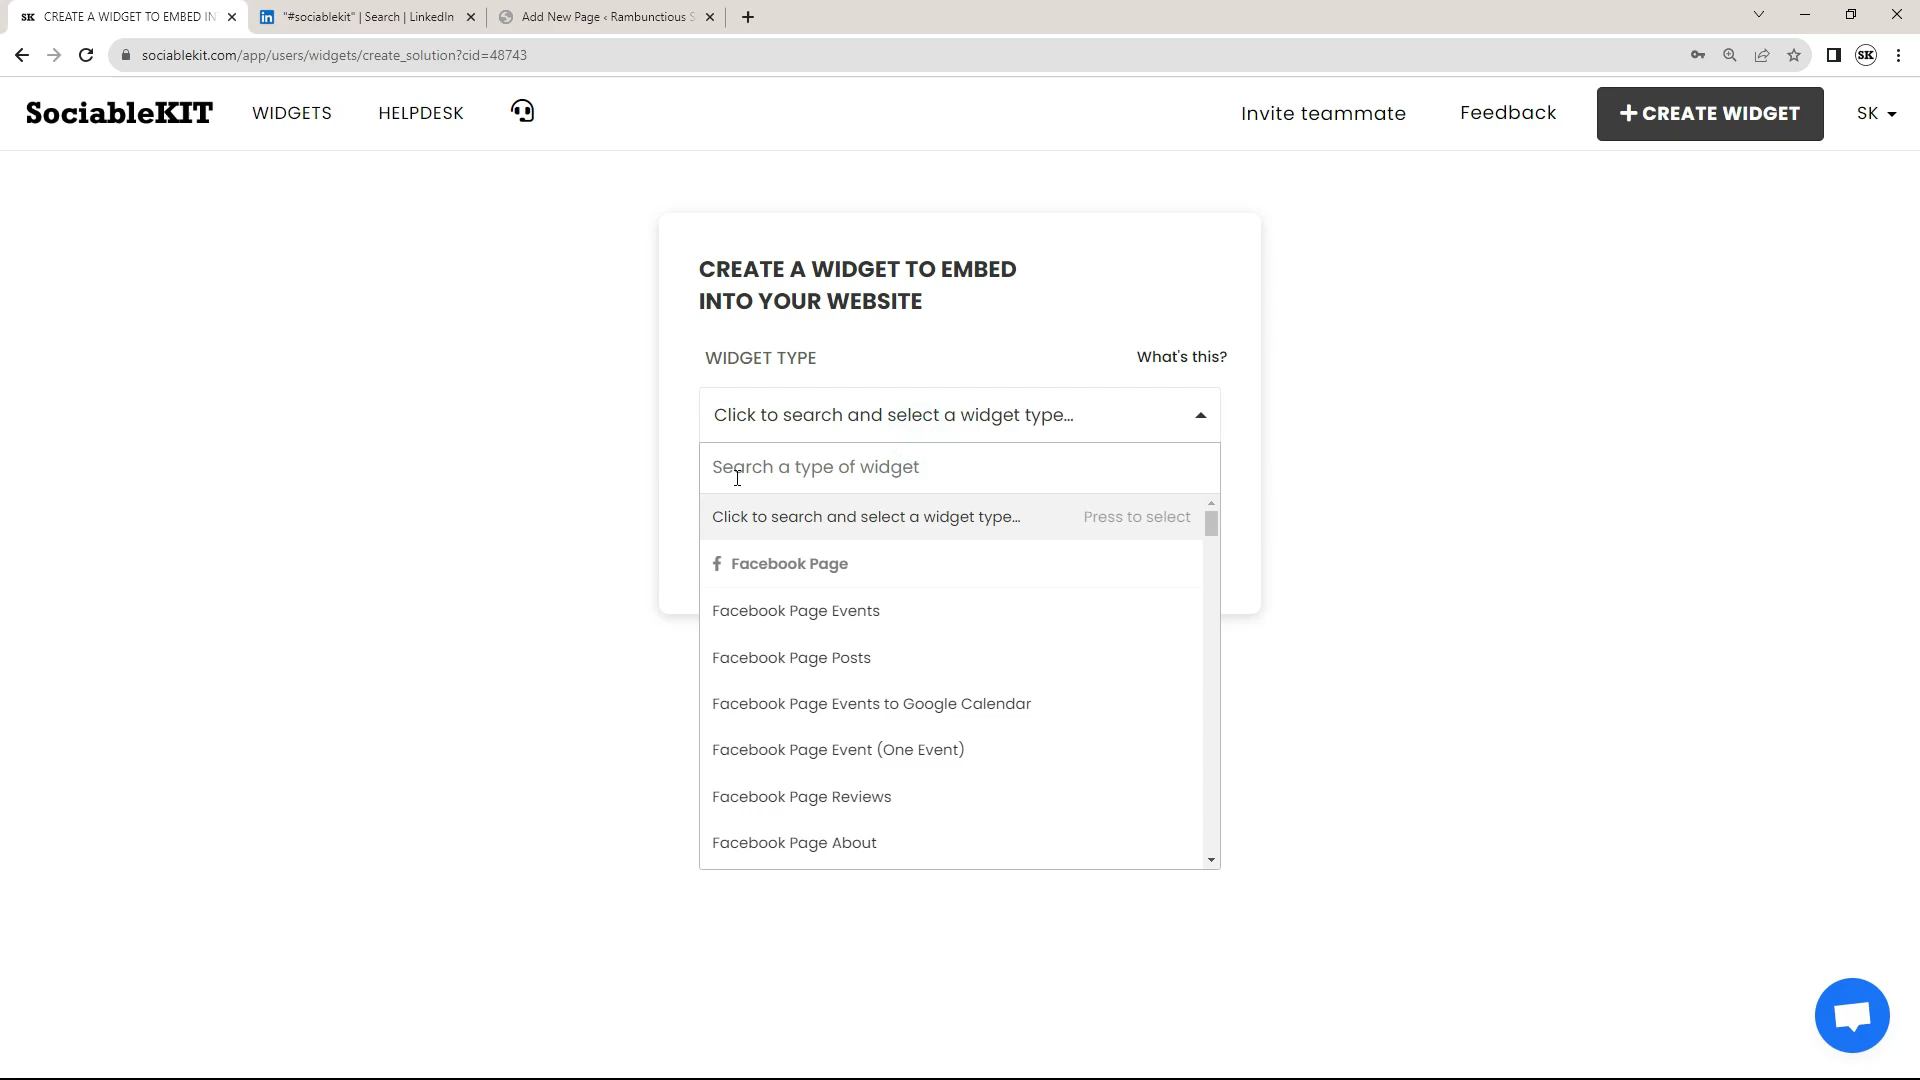 SK CREATE A WIDGET TO EMBED IN
"#sociablekit" | Search | LinkedIn
Add New Page ‹ Rambunctious S
sociablekit.com/app/users/widgets/create_solution?cid=48743
SK
SociableKIT
WIDGETS
HELPDESK
Invite teammate
Feedback
+ CREATE WIDGET
SK
CREATE A WIDGET TO EMBED
INTO YOUR WEBSITE
WIDGET TYPE
What's this?
Click to search and select a widget type...
Search a type of widget
Click to search and select a widget type...
Press to select
Facebook Page
Facebook Page Events
Facebook Page Posts
Facebook Page Events to Google Calendar
Facebook Page Event (One Event)
Facebook Page Reviews
Facebook Page About